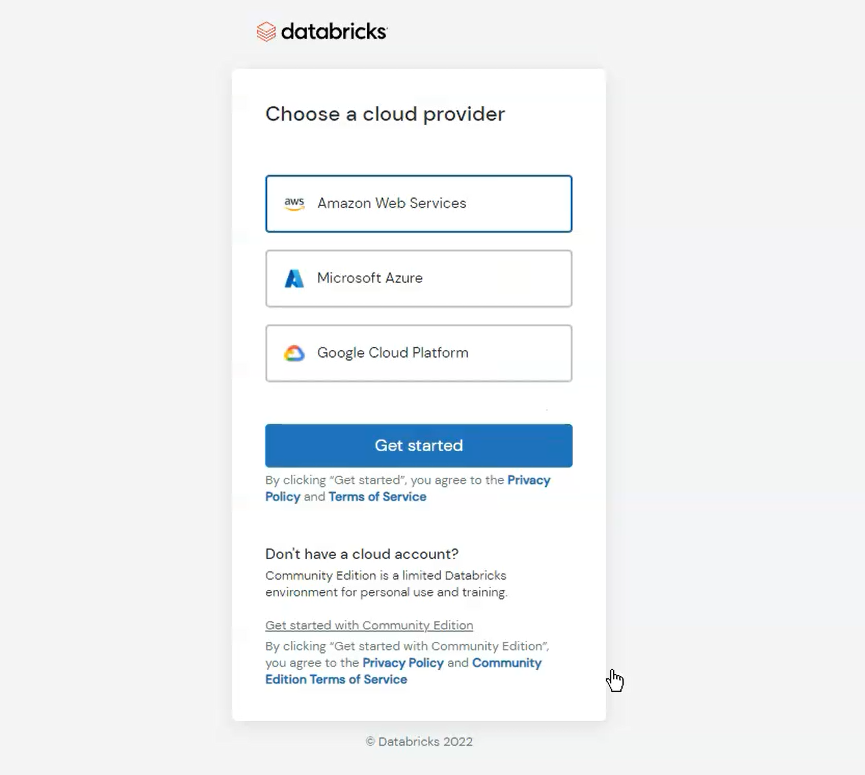 databricks
Choose a cloud provider
aws Amazon Web Services
Microsoft Azure
Google Cloud Platform
Get started
By clicking “Get started”, you agree to the Privacy
Policy and Terms of Service
Don't have a cloud account?
Community Edition is a limited Databricks
environment for personal use and training.
Get started with Community Edition
By clicking “Get started with Community Edition”,
you agree to the Privacy Policy and Community
Edition Terms of Service
© Databricks 2022